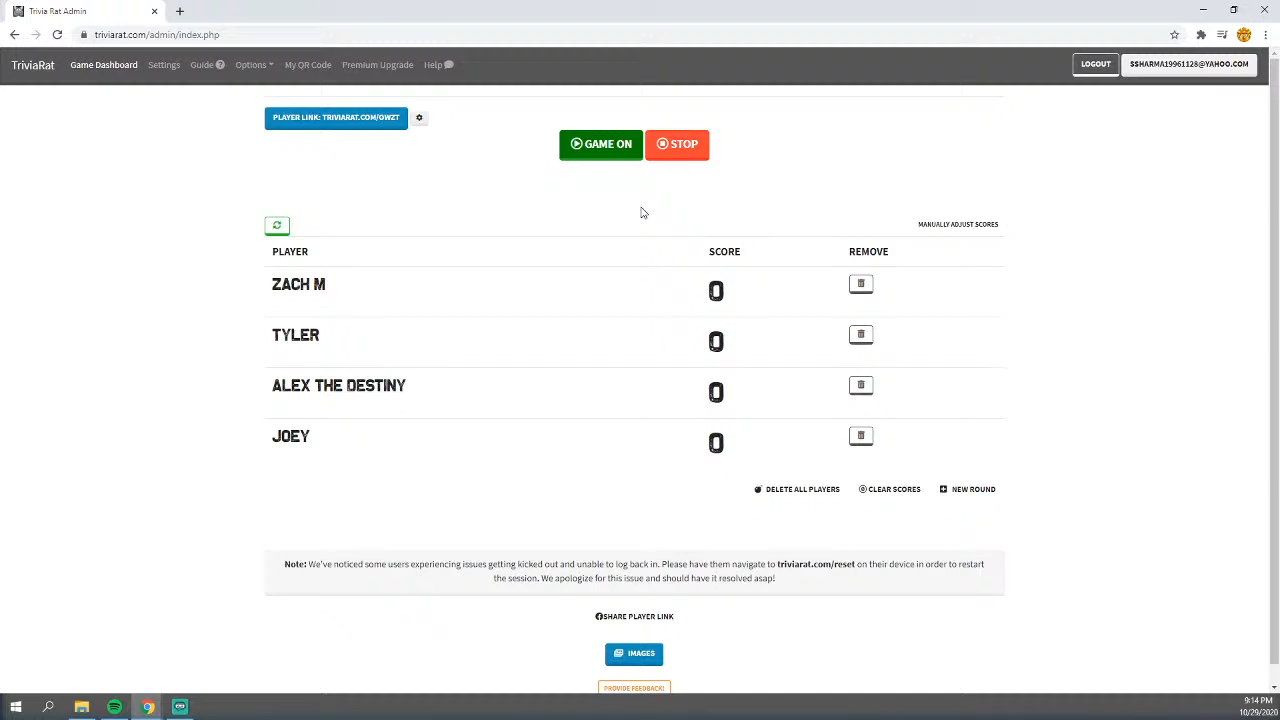 Trivia Rat Admin
triviarat.com/admin/index.php
TriviaRat Game Dashboard Settings Guide Options My QR Code Premium Upgrade Help LOGOUT SSHARMA19961128@YAHOO.COM
PLAYER LINK: TRIVIARAT.COM/OWZT
GAME ON STOP
MANUALLY ADJUST SCORES
PLAYER SCORE REMOVE
ZACH M 0
TYLER 0
ALEX THE DESTINY 0
JOEY 0
DELETE ALL PLAYERS CLEAR SCORES NEW ROUND
Note: We've noticed some users experiencing issues getting kicked out and unable to log back in. Please have them navigate to triviarat.com/reset on their device in order to restart
the session. We apologize for this issue and should have it resolved asap!
SHARE PLAYER LINK
IMAGES
PROVIDE FEEDBACK!
9:14 PM
10/29/2020